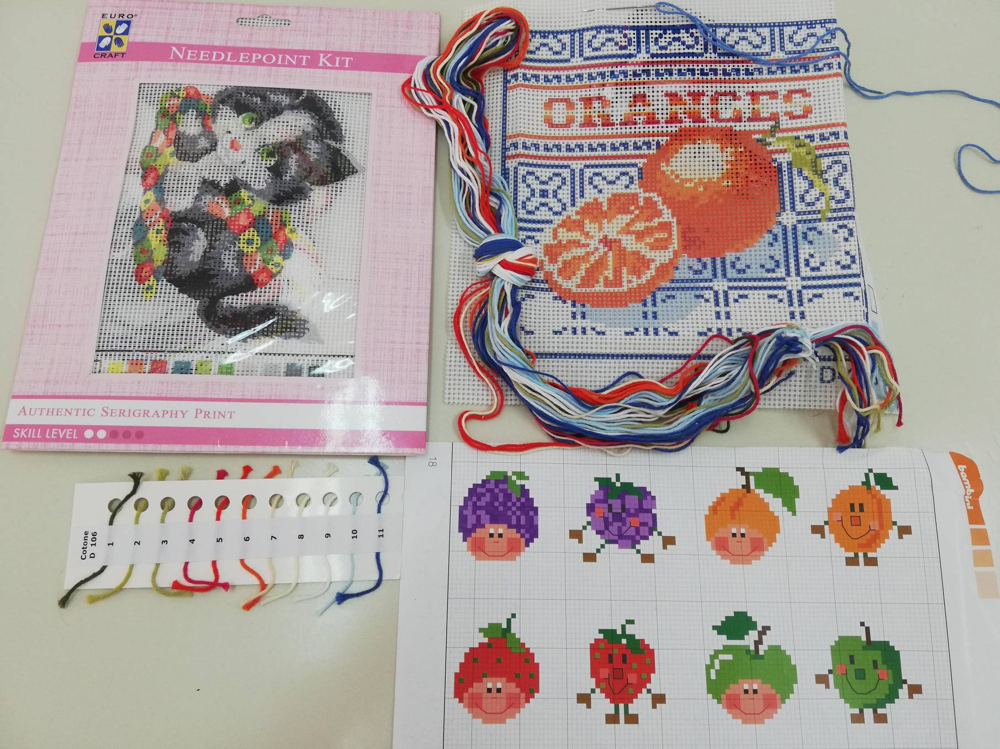 EURO
CRAFT
NEEDLEPOINT KIT
AUTHENTIC SERIGRAPHY PRINT
SKILL LEVEL
ORANGES
D
18
bambini
Cotone
D 106
1
2
3
4
5
6
7
8
9
10
11